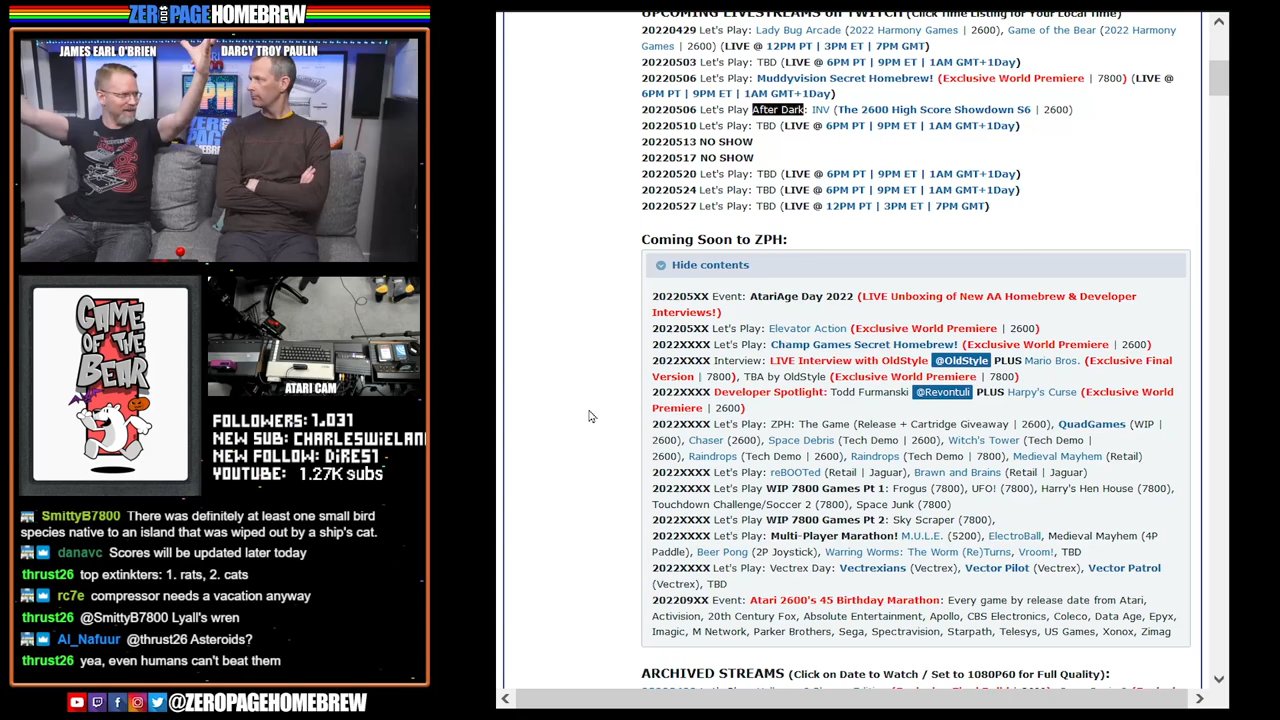 ZEROPAGEHOMEBREW
JAMES EARL O'BRIEN
DARCY TROY PAULIN
ZPH
GAME
OF THE
BEAR
ATARI CAM
FOLLOWERS: 1,031
NEW SUB: CHARLESWIELAN
NEW FOLLOW: DIREST
YOUTUBE: 1.27K subs
SmittyB7800 There was definitely at least one small bird
species native to an island that was wiped out by a ship's cat.
danavc Scores will be updated later today
thrust26 top extinkters: 1. rats, 2. cats
rc7e compressor needs a vacation anyway
thrust26 @SmittyB7800 Lyall's wren
Al_Nafuur @thrust26 Asteroids?
thrust26 yea, even humans can't beat them
@ZEROPAGEHOMEBREW
UPCOMING LIVESTREAMS ON TWITCH (Click Time Listing for Your Local Time)
20220429 Let's Play: Lady Bug Arcade (2022 Harmony Games | 2600), Game of the Bear (2022 Harmony
Games | 2600) (LIVE @ 12PM PT | 3PM ET | 7PM GMT)
20220503 Let's Play: TBD (LIVE @ 6PM PT | 9PM ET | 1AM GMT+1Day)
20220506 Let's Play: Muddyvision Secret Homebrew! (Exclusive World Premiere | 7800) (LIVE @
6PM PT | 9PM ET | 1AM GMT+1Day)
20220506 Let's Play After Dark: INV (The 2600 High Score Showdown S6 | 2600)
20220510 Let's Play: TBD (LIVE @ 6PM PT | 9PM ET | 1AM GMT+1Day)
20220513 NO SHOW
20220517 NO SHOW
20220520 Let's Play: TBD (LIVE @ 6PM PT | 9PM ET | 1AM GMT+1Day)
20220524 Let's Play: TBD (LIVE @ 6PM PT | 9PM ET | 1AM GMT+1Day)
20220527 Let's Play: TBD (LIVE @ 12PM PT | 3PM ET | 7PM GMT)
Coming Soon to ZPH:
Hide contents
202205XX Event: AtariAge Day 2022 (LIVE Unboxing of New AA Homebrew & Developer
Interviews!)
202205XX Let's Play: Elevator Action (Exclusive World Premiere | 2600)
2022XXXX Let's Play: Champ Games Secret Homebrew! (Exclusive World Premiere | 2600)
2022XXXX Interview: LIVE Interview with OldStyle @OldStyle PLUS Mario Bros. (Exclusive Final
Version | 7800), TBA by OldStyle (Exclusive World Premiere | 7800)
2022XXXX Developer Spotlight: Todd Furmanski @Revontuli PLUS Harpy's Curse (Exclusive World
Premiere | 2600)
2022XXXX Let's Play: ZPH: The Game (Release + Cartridge Giveaway | 2600), QuadGames (WIP |
2600), Chaser (2600), Space Debris (Tech Demo | 2600), Witch's Tower (Tech Demo |
2600), Raindrops (Tech Demo | 2600), Raindrops (Tech Demo | 7800), Medieval Mayhem (Retail)
2022XXXX Let's Play: reBOOTed (Retail | Jaguar), Brawn and Brains (Retail | Jaguar)
2022XXXX Let's Play WIP 7800 Games Pt 1: Frogus (7800), UFO! (7800), Harry's Hen House (7800),
Touchdown Challenge/Soccer 2 (7800), Space Junk (7800)
2022XXXX Let's Play WIP 7800 Games Pt 2: Sky Scraper (7800),
2022XXXX Let's Play: Multi-Player Marathon! M.U.L.E. (5200), ElectroBall, Medieval Mayhem (4P
Paddle), Beer Pong (2P Joystick), Warring Worms: The Worm (Re)Turns, Vroom!, TBD
2022XXXX Let's Play: Vectrex Day: Vectrexians (Vectrex), Vector Pilot (Vectrex), Vector Patrol
(Vectrex), TBD
202209XX Event: Atari 2600's 45 Birthday Marathon: Every game by release date from Atari,
Activision, 20th Century Fox, Absolute Entertainment, Apollo, CBS Electronics, Coleco, Data Age, Epyx,
Imagic, M Network, Parker Brothers, Sega, Spectravision, Starpath, Telesys, US Games, Xonox, Zimag
ARCHIVED STREAMS (Click on Date to Watch / Set to 1080P60 for Full Quality):